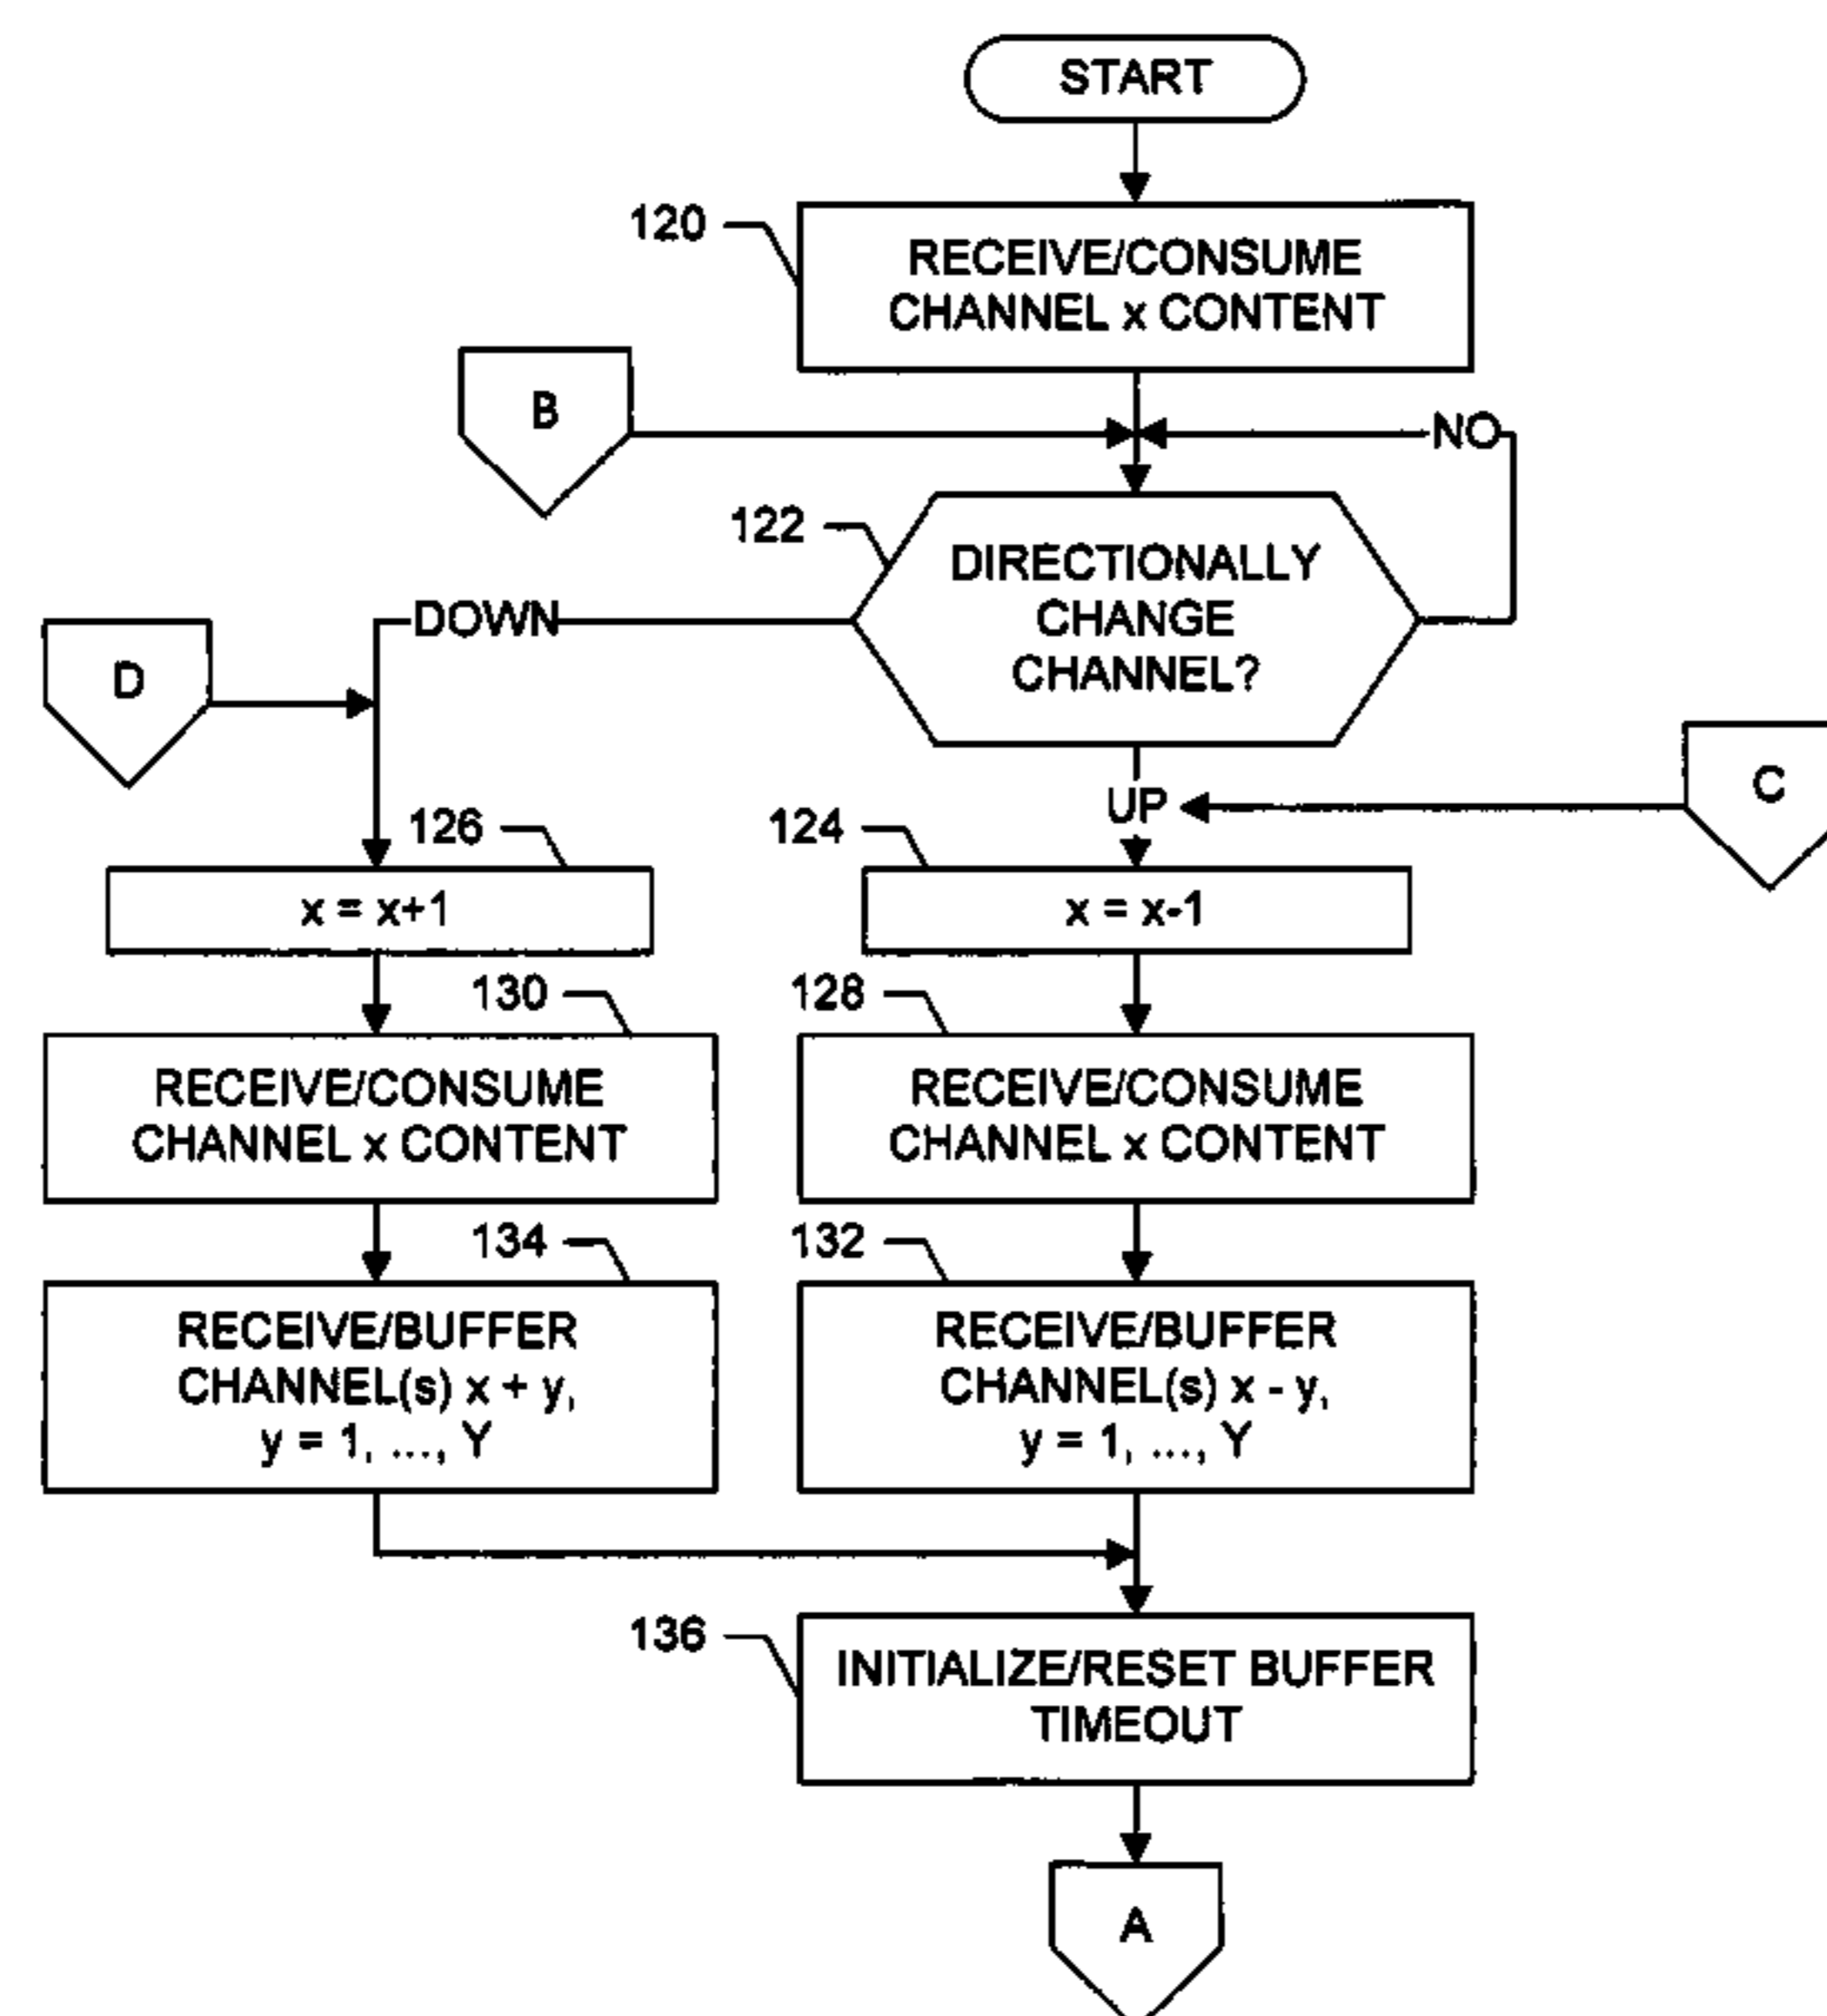 START
120
RECEIVE/CONSUME
CHANNEL x CONTENT
B
NO
122
DIRECTIONALLY
CHANGE
CHANNEL?
DOWN
D
UP
C
126
x = x+1
124
x = x-1
130
RECEIVE/CONSUME
CHANNEL x CONTENT
128
RECEIVE/CONSUME
CHANNEL x CONTENT
134
RECEIVE/BUFFER
CHANNEL(s) x + y,
y = 1, ..., Y
132
RECEIVE/BUFFER
CHANNEL(s) x - y,
y = 1, ..., Y
136
INITIALIZE/RESET BUFFER
TIMEOUT
A